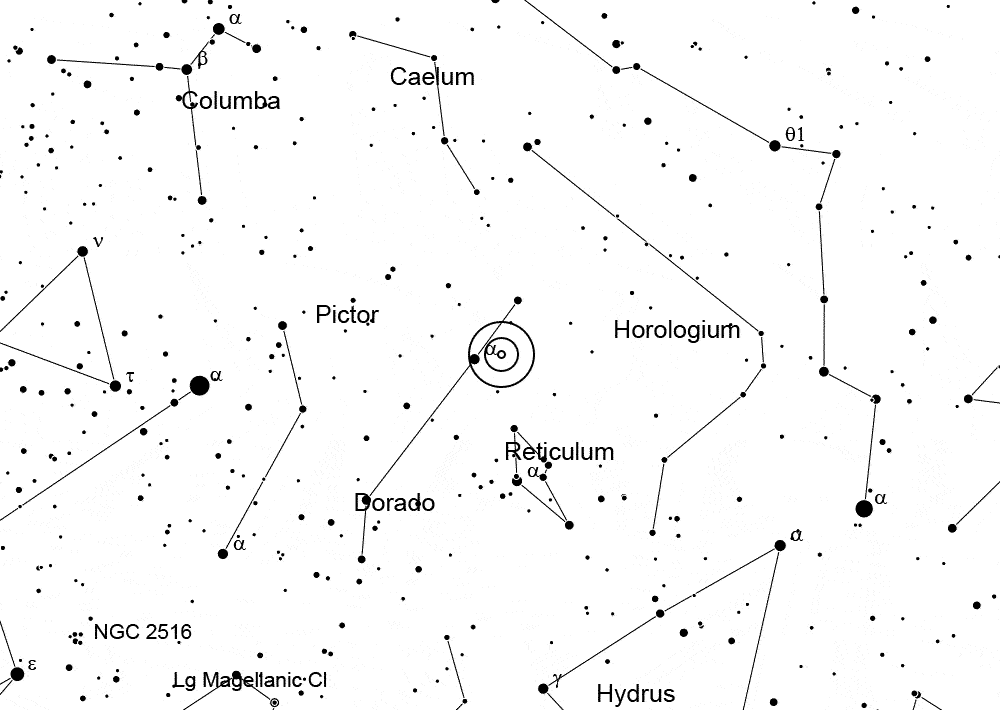 α
β
Columba
Caelum
θ1
ν
Pictor
Horologium
α
τ
α
Reticulum
α
Dorado
α
α
α
NGC 2516
ε
Lg Magellanic Cl
γ
Hydrus